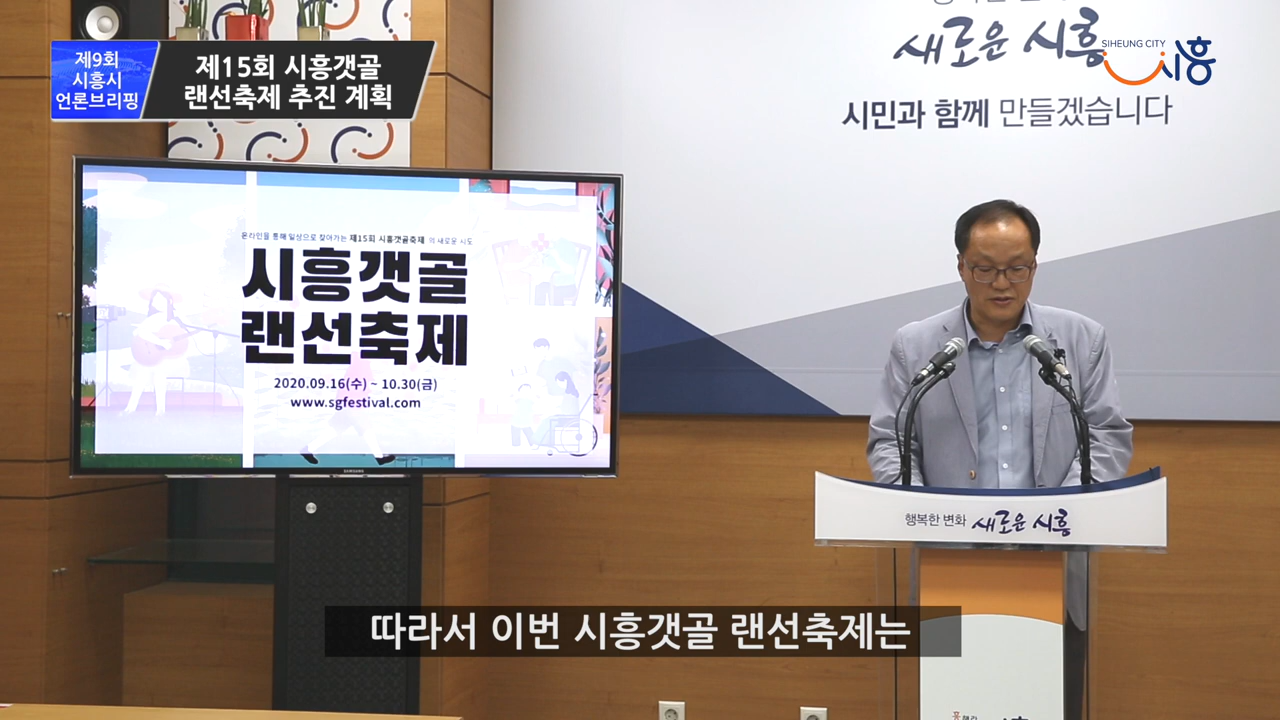 제9회
시흥시
언론브리핑
제15회 시흥갯골
랜선축제 추진 계획
새로운 시흥
SIHEUNG CITY
시흥
시민과 함께 만들겠습니다
온라인을 통해 일상으로 찾아가는 제15회 시흥갯골축제 의 새로운 시도
시흥갯골
랜선축제
2020.09.16(수) ~ 10.30(금)
www.sgfestival.com
SAMSUNG
행복한 변화 새로운 시흥
따라서 이번 시흥갯골 랜선축제는